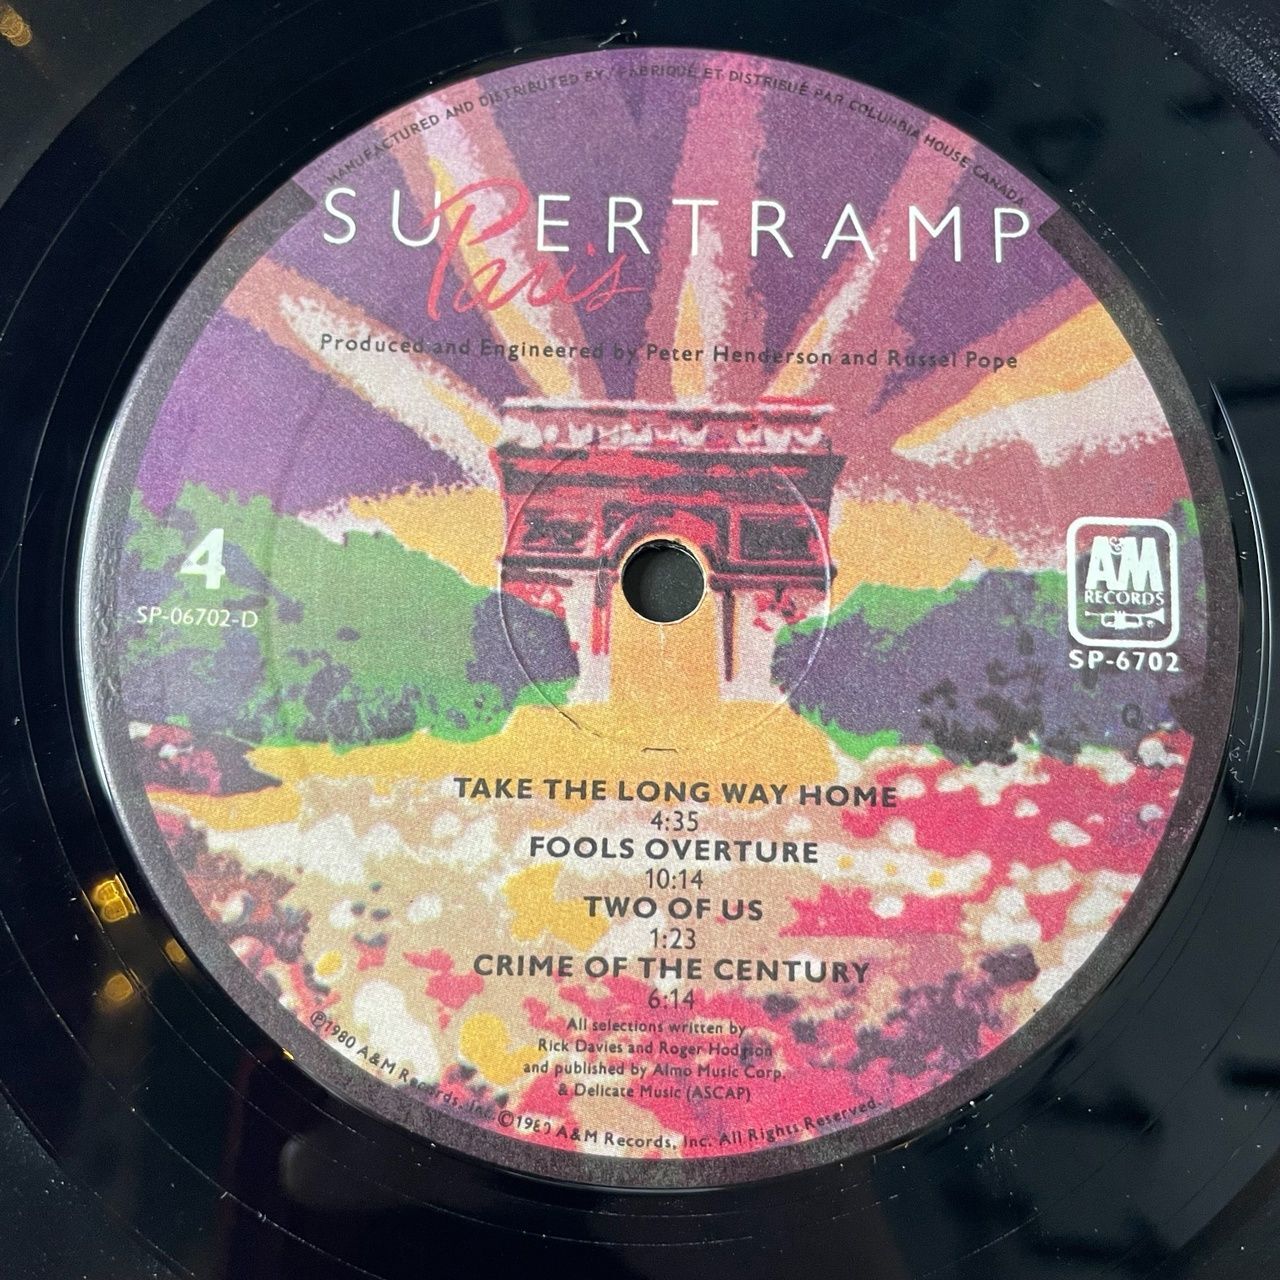 MANUFACTURED AND DISTRIBUTED BY / FABRIQUÉ ET DISTRIBUÉ PAR COLUMBIA HOUSE CANADA
SUPERTRAMP
Paris
Produced and Engineered by Peter Henderson and Russel Pope
4
SP-06702-D
A&M
RECORDS
SP-6702
TAKE THE LONG WAY HOME
4:35
FOOLS OVERTURE
10:14
TWO OF US
1:23
CRIME OF THE CENTURY
6:14
All selections written by
Rick Davies and Roger Hodgson
and published by Almo Music Corp.
& Delicate Music (ASCAP)
℗1980 A&M Records, Inc. ©1980 A&M Records, Inc. All Rights Reserved.